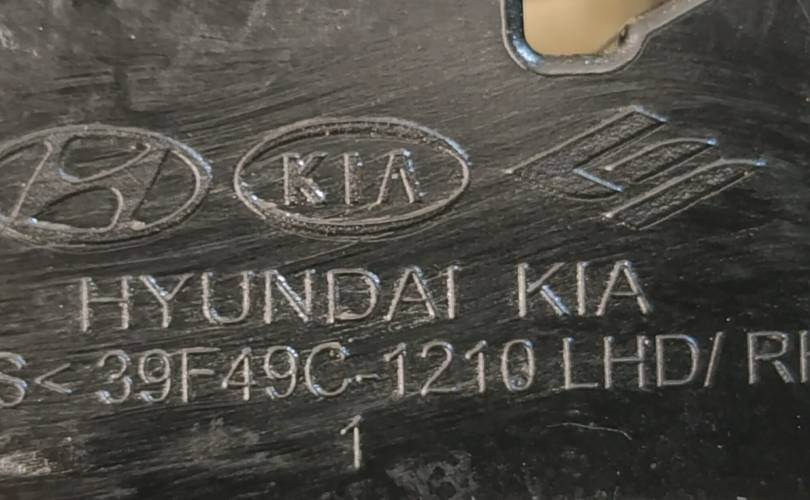 KIA
HYUNDAI KIA
S< 39F49C-1210 LHD/
1